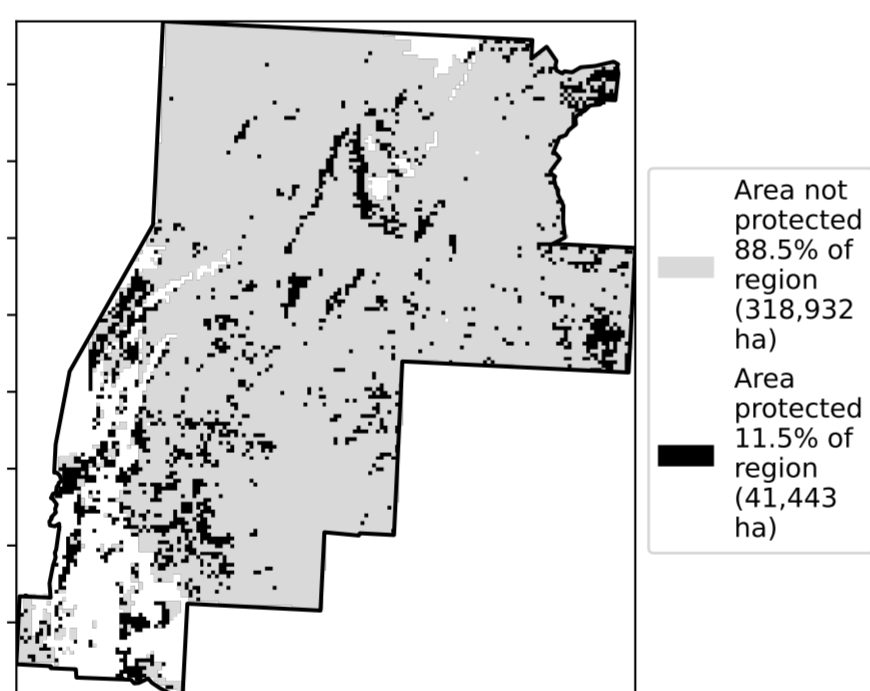 Area not
protected
88.5% of
region
(318,932
ha)
Area
protected
11.5% of
region
(41,443
ha)